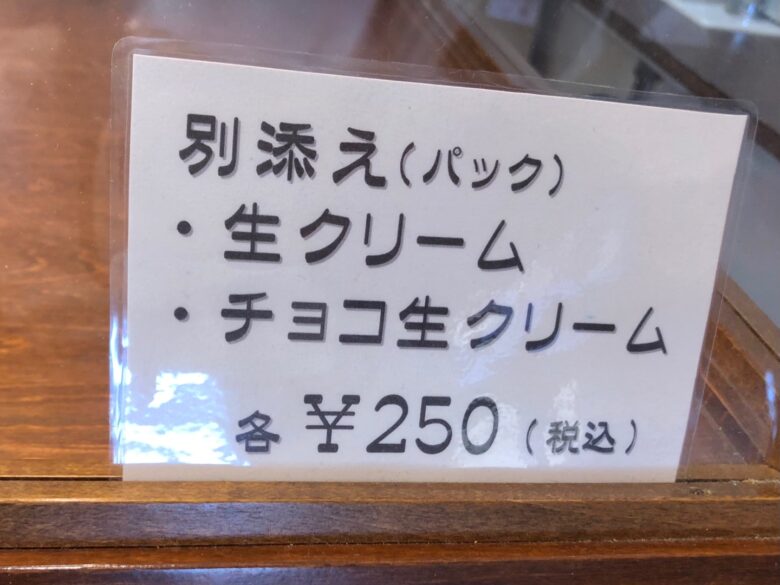 別添え(パック)
・生クリーム
・チョコ生クリーム
各 ¥250 (税込)